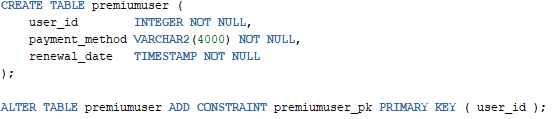 CREATE TABLE premiumuser (
    user_id        INTEGER NOT NULL,
    payment_method VARCHAR2(4000) NOT NULL,
    renewal_date   TIMESTAMP NOT NULL
);
ALTER TABLE premiumuser ADD CONSTRAINT premiumuser_pk PRIMARY KEY ( user_id );